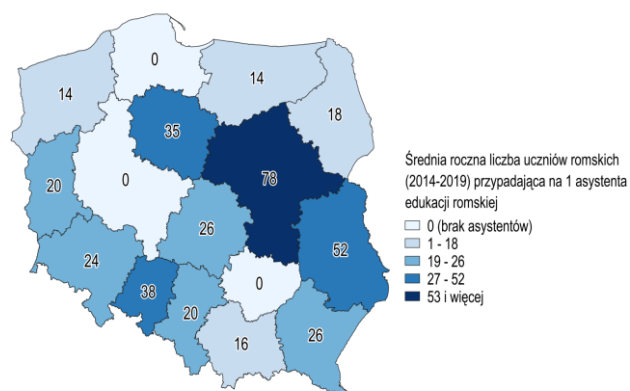 0
14
14
18
35
78
20
0
26
52
24
38
20
0
16
26
Średnia roczna liczba uczniów romskich
(2014-2019) przypadająca na 1 asystenta
edukacji romskiej
0 (brak asystentów)
1 - 18
19 - 26
27 - 52
53 i więcej